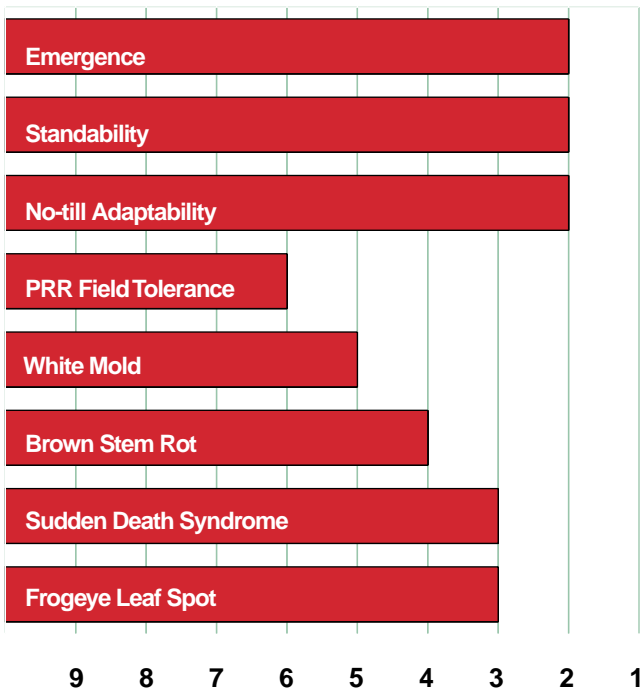 Emergence
Standability
No-till Adaptability
PRR Field Tolerance
White Mold
Brown Stem Rot
Sudden Death Syndrome
Frogeye Leaf Spot
9 8 7 6 5 4 3 2 1